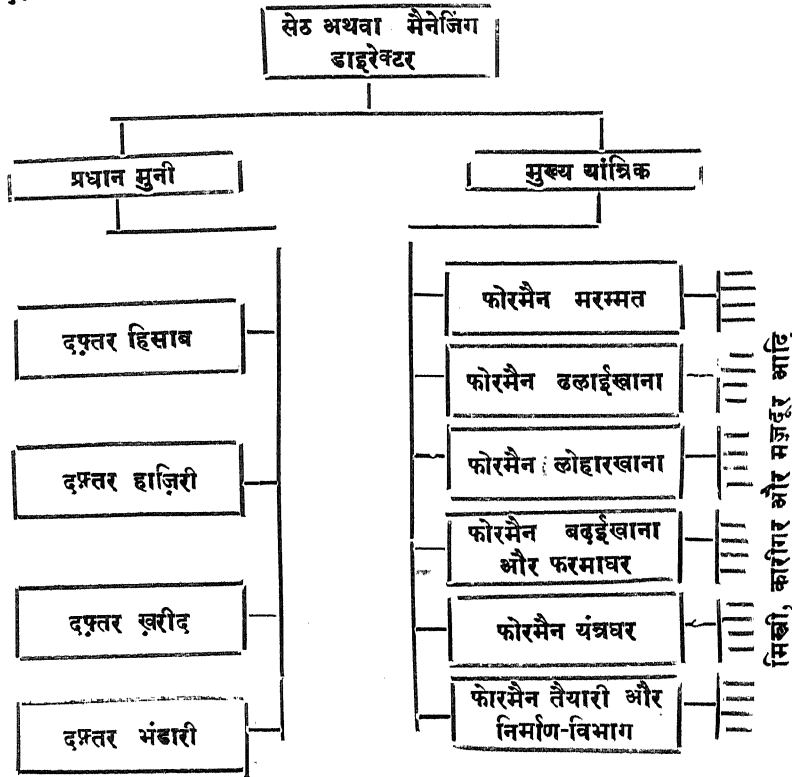 सेठ अथवा मैनेजिंग
डाइरेक्टर
प्रधान मुनी
मुख्य यांत्रिक
दफ़्तर हिसाब
दफ़्तर हाज़िरी
दफ़्तर ख़रीद
दफ़्तर भंडारी
फोरमैन मरम्मत
फोरमैन ढलाईखाना
फोरमैन लोहारखाना
फोरमैन बढ़ईखाना
और फरमाघर
फोरमैन यंत्रघर
फोरमैन तैयारी और
निर्माण-विभाग
मिस्त्री, कारीगर और मज़दूर आदि